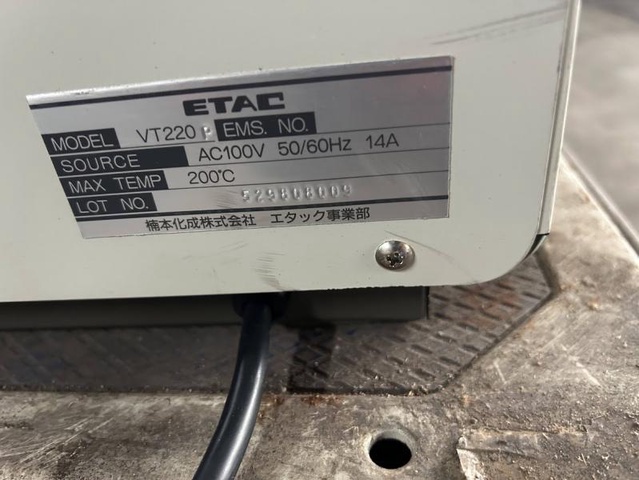 ETAC
MODEL VT220 P EMS. NO.
SOURCE AC100V 50/60Hz 14A
MAX TEMP 200°C
LOT NO. 529808009
楠本化成株式会社 エタック事業部